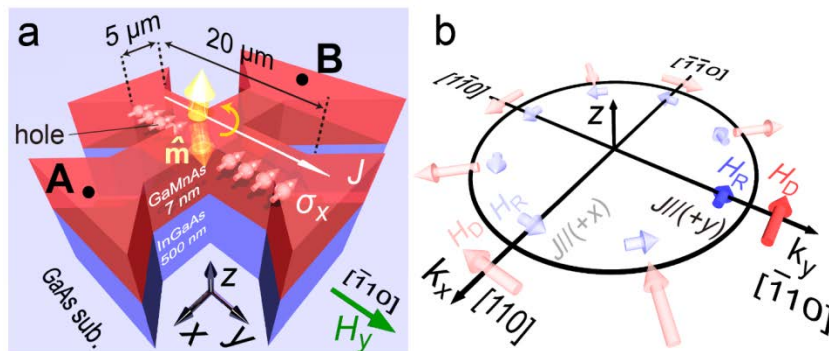 a
5 μm
20 μm
B
hole
m̂
A
J
σx
GaMnAs
7 nm
InGaAs
500 nm
GaAs sub.
z
x
y
[1̄10]
Hy
b
[11̄0]
[1̄1̄0]
z
HR
HD
HR
HD
J//(+x)
J//(+y)
kx
[110]
ky
[1̄10]